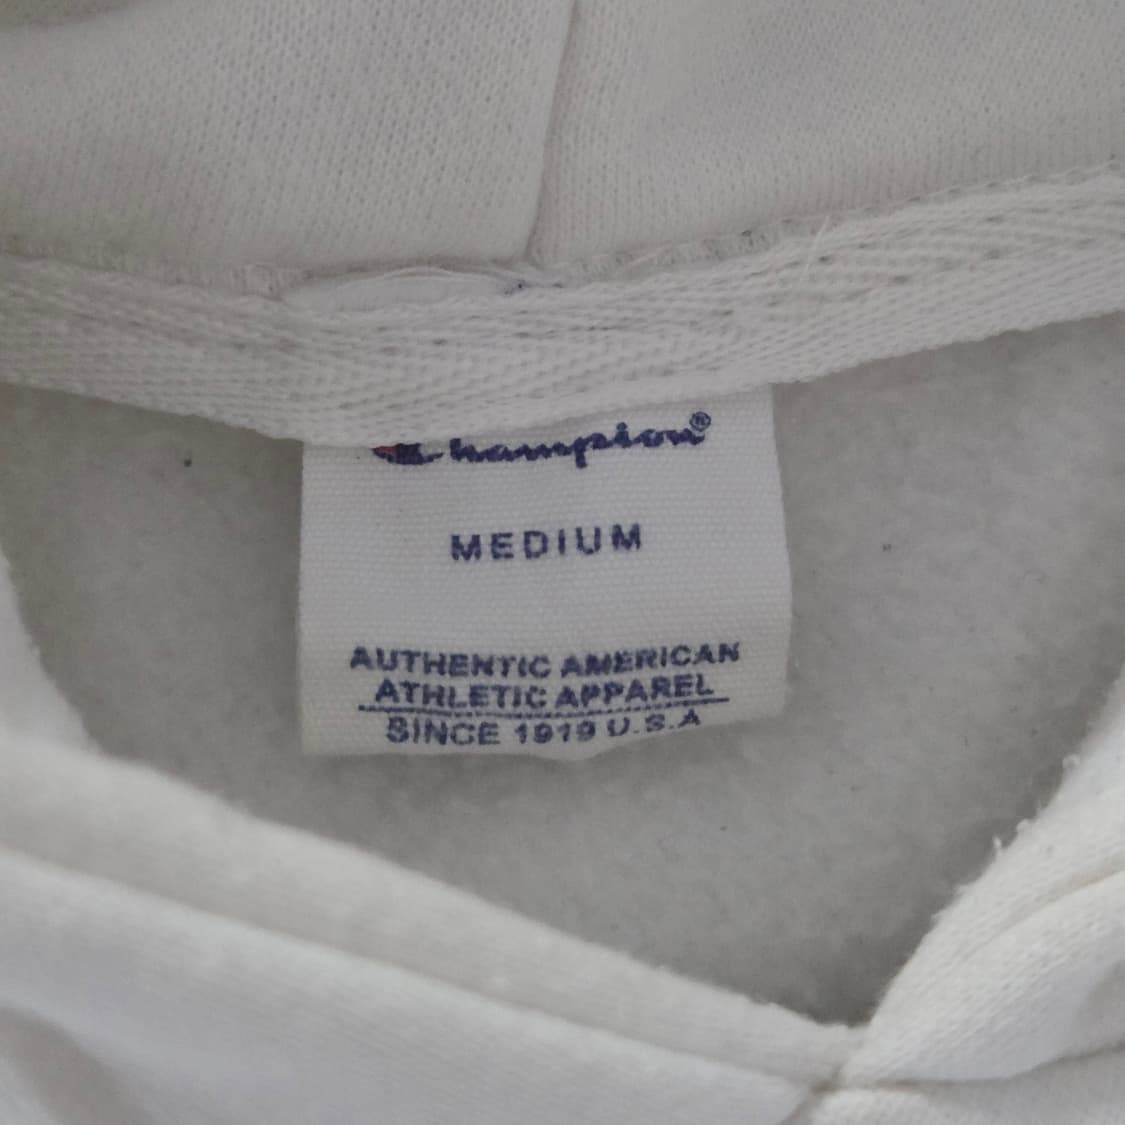 Champion®
MEDIUM
AUTHENTIC AMERICAN
ATHLETIC APPAREL
SINCE 1919 U.S.A